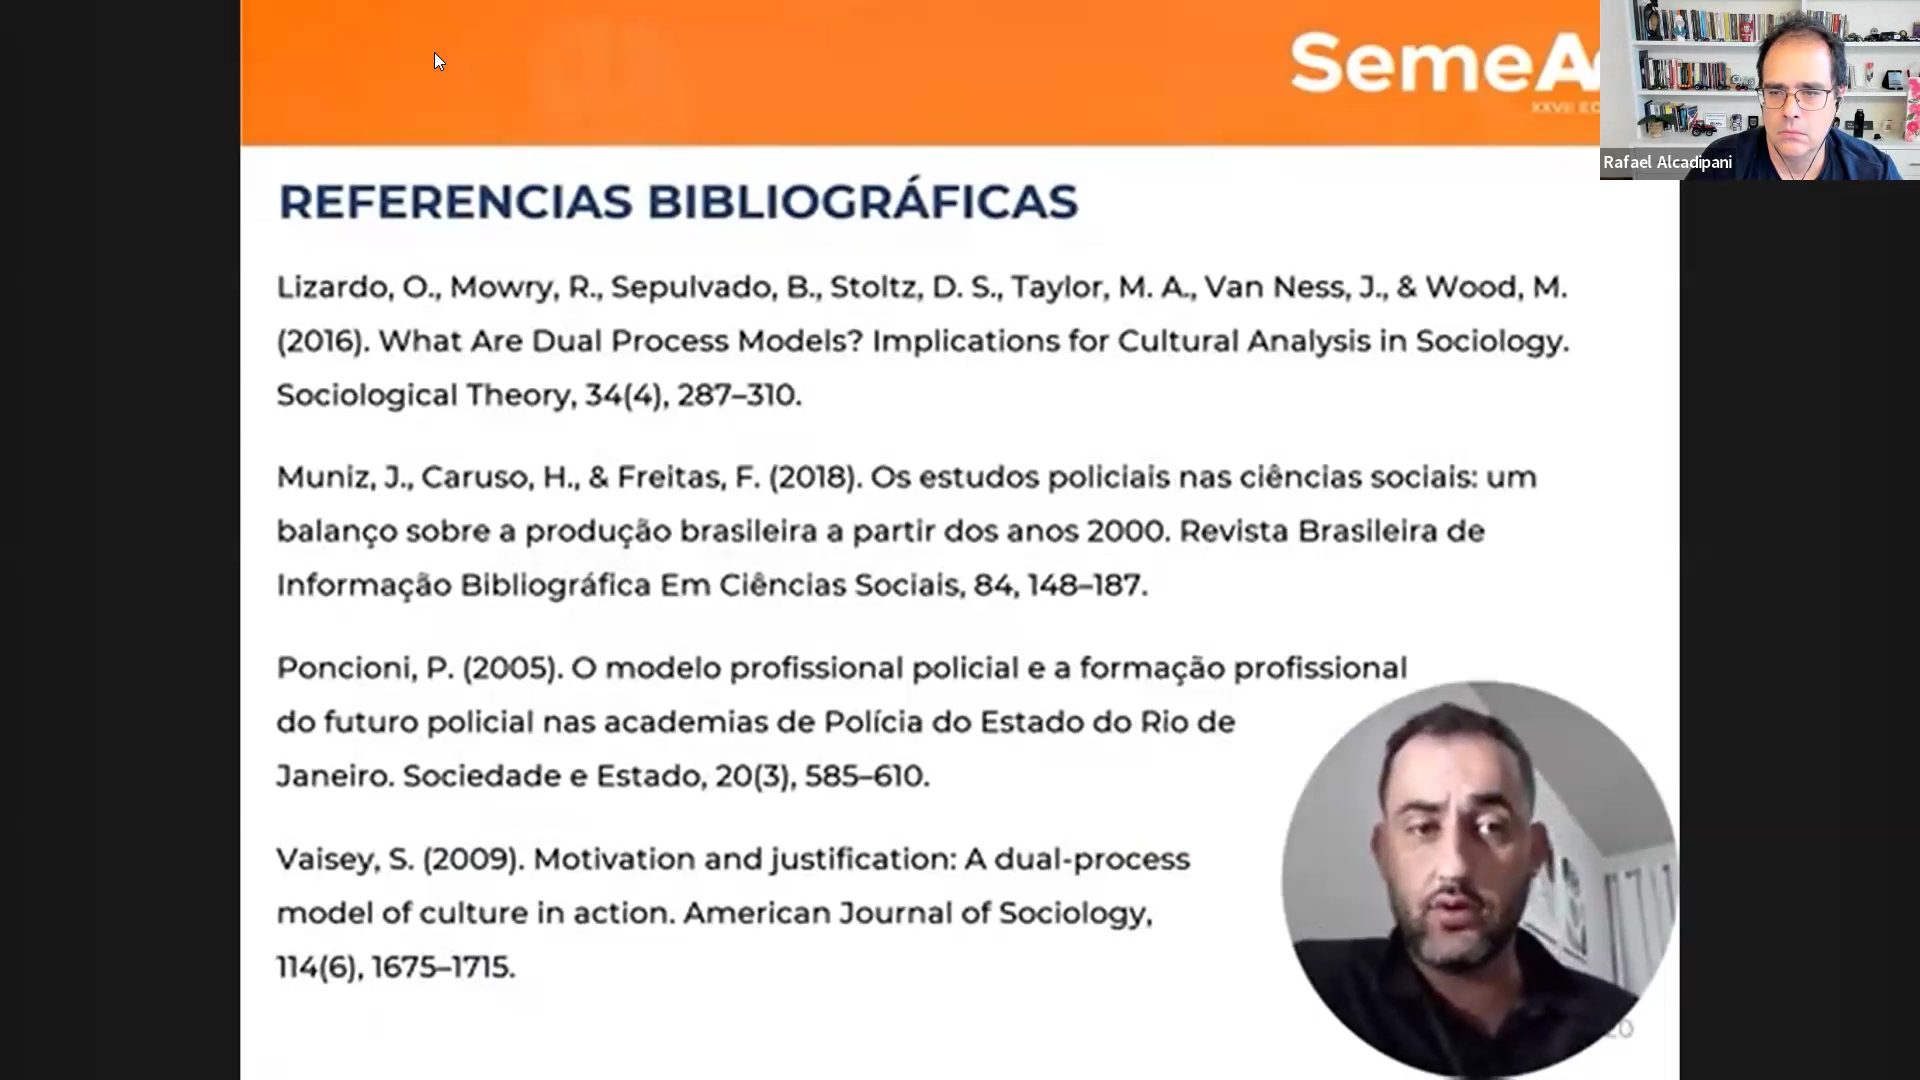 SemeA
XXVII E
Rafael Alcadipani
REFERENCIAS BIBLIOGRÁFICAS
Lizardo, O., Mowry, R., Sepulvado, B., Stoltz, D. S., Taylor, M. A., Van Ness, J., & Wood, M.
(2016). What Are Dual Process Models? Implications for Cultural Analysis in Sociology.
Sociological Theory, 34(4), 287–310.
Muniz, J., Caruso, H., & Freitas, F. (2018). Os estudos policiais nas ciências sociais: um
balanço sobre a produção brasileira a partir dos anos 2000. Revista Brasileira de
Informação Bibliográfica Em Ciências Sociais, 84, 148–187.
Poncioni, P. (2005). O modelo profissional policial e a formação profissional
do futuro policial nas academias de Polícia do Estado do Rio de
Janeiro. Sociedade e Estado, 20(3), 585–610.
Vaisey, S. (2009). Motivation and justification: A dual-process
model of culture in action. American Journal of Sociology,
114(6), 1675–1715.
20